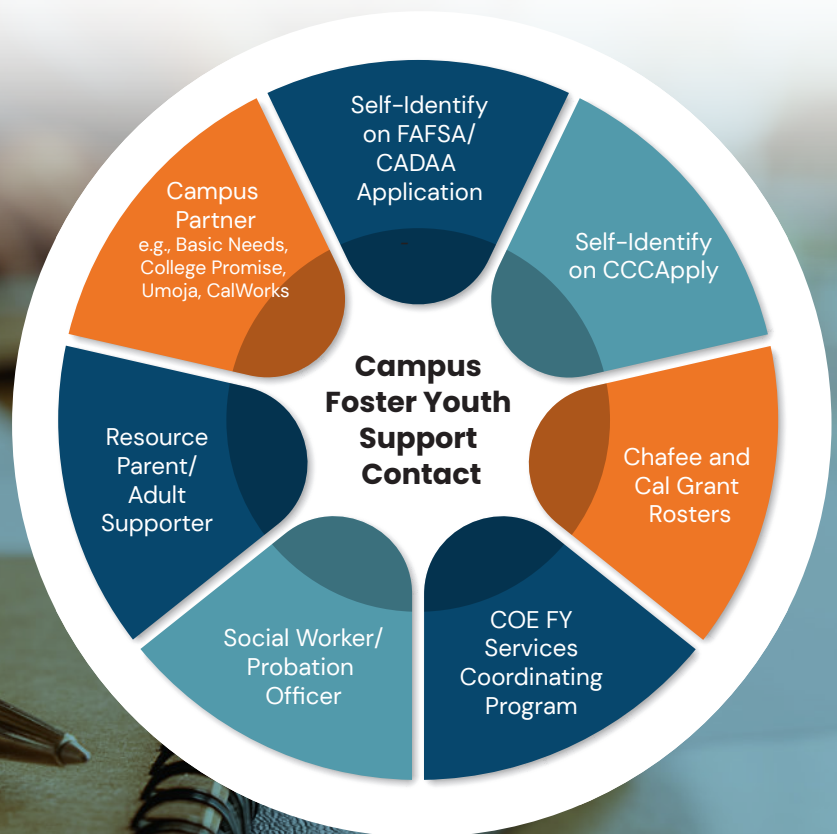 Self-Identify
on FAFSA/
CADAA
Application
Self-Identify
on CCCApply
Chafee and
Cal Grant
Rosters
COE FY
Services
Coordinating
Program
Social Worker/
Probation
Officer
Resource
Parent/
Adult
Supporter
Campus
Partner
e.g., Basic Needs,
College Promise,
Umoja, CalWorks
Campus
Foster Youth
Support
Contact